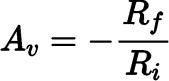 A_v = -\frac{R_f}{R_i}